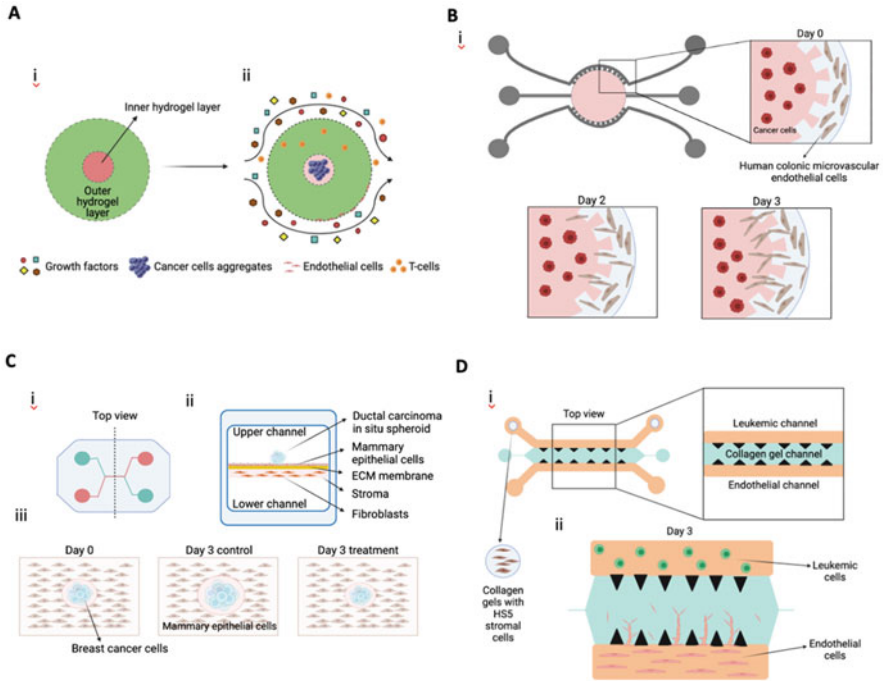 A
i
ii
Inner hydrogel layer
Outer
hydrogel
layer
Growth factors
Cancer cells aggregates
Endothelial cells
T-cells
B
i
Day 0
Cancer cells
Human colonic microvascular
endothelial cells
Day 2
Day 3
C
i
Top view
ii
Upper channel
Lower channel
Ductal carcinoma
in situ spheroid
Mammary
epithelial cells
ECM membrane
Stroma
Fibroblasts
iii
Day 0
Day 3 control
Day 3 treatment
Mammary epithelial cells
Breast cancer cells
D
i
Top view
Leukemic channel
Collagen gel channel
Endothelial channel
Collagen
gels with
HS5
stromal
cells
ii
Day 3
Leukemic
cells
Endothelial
cells